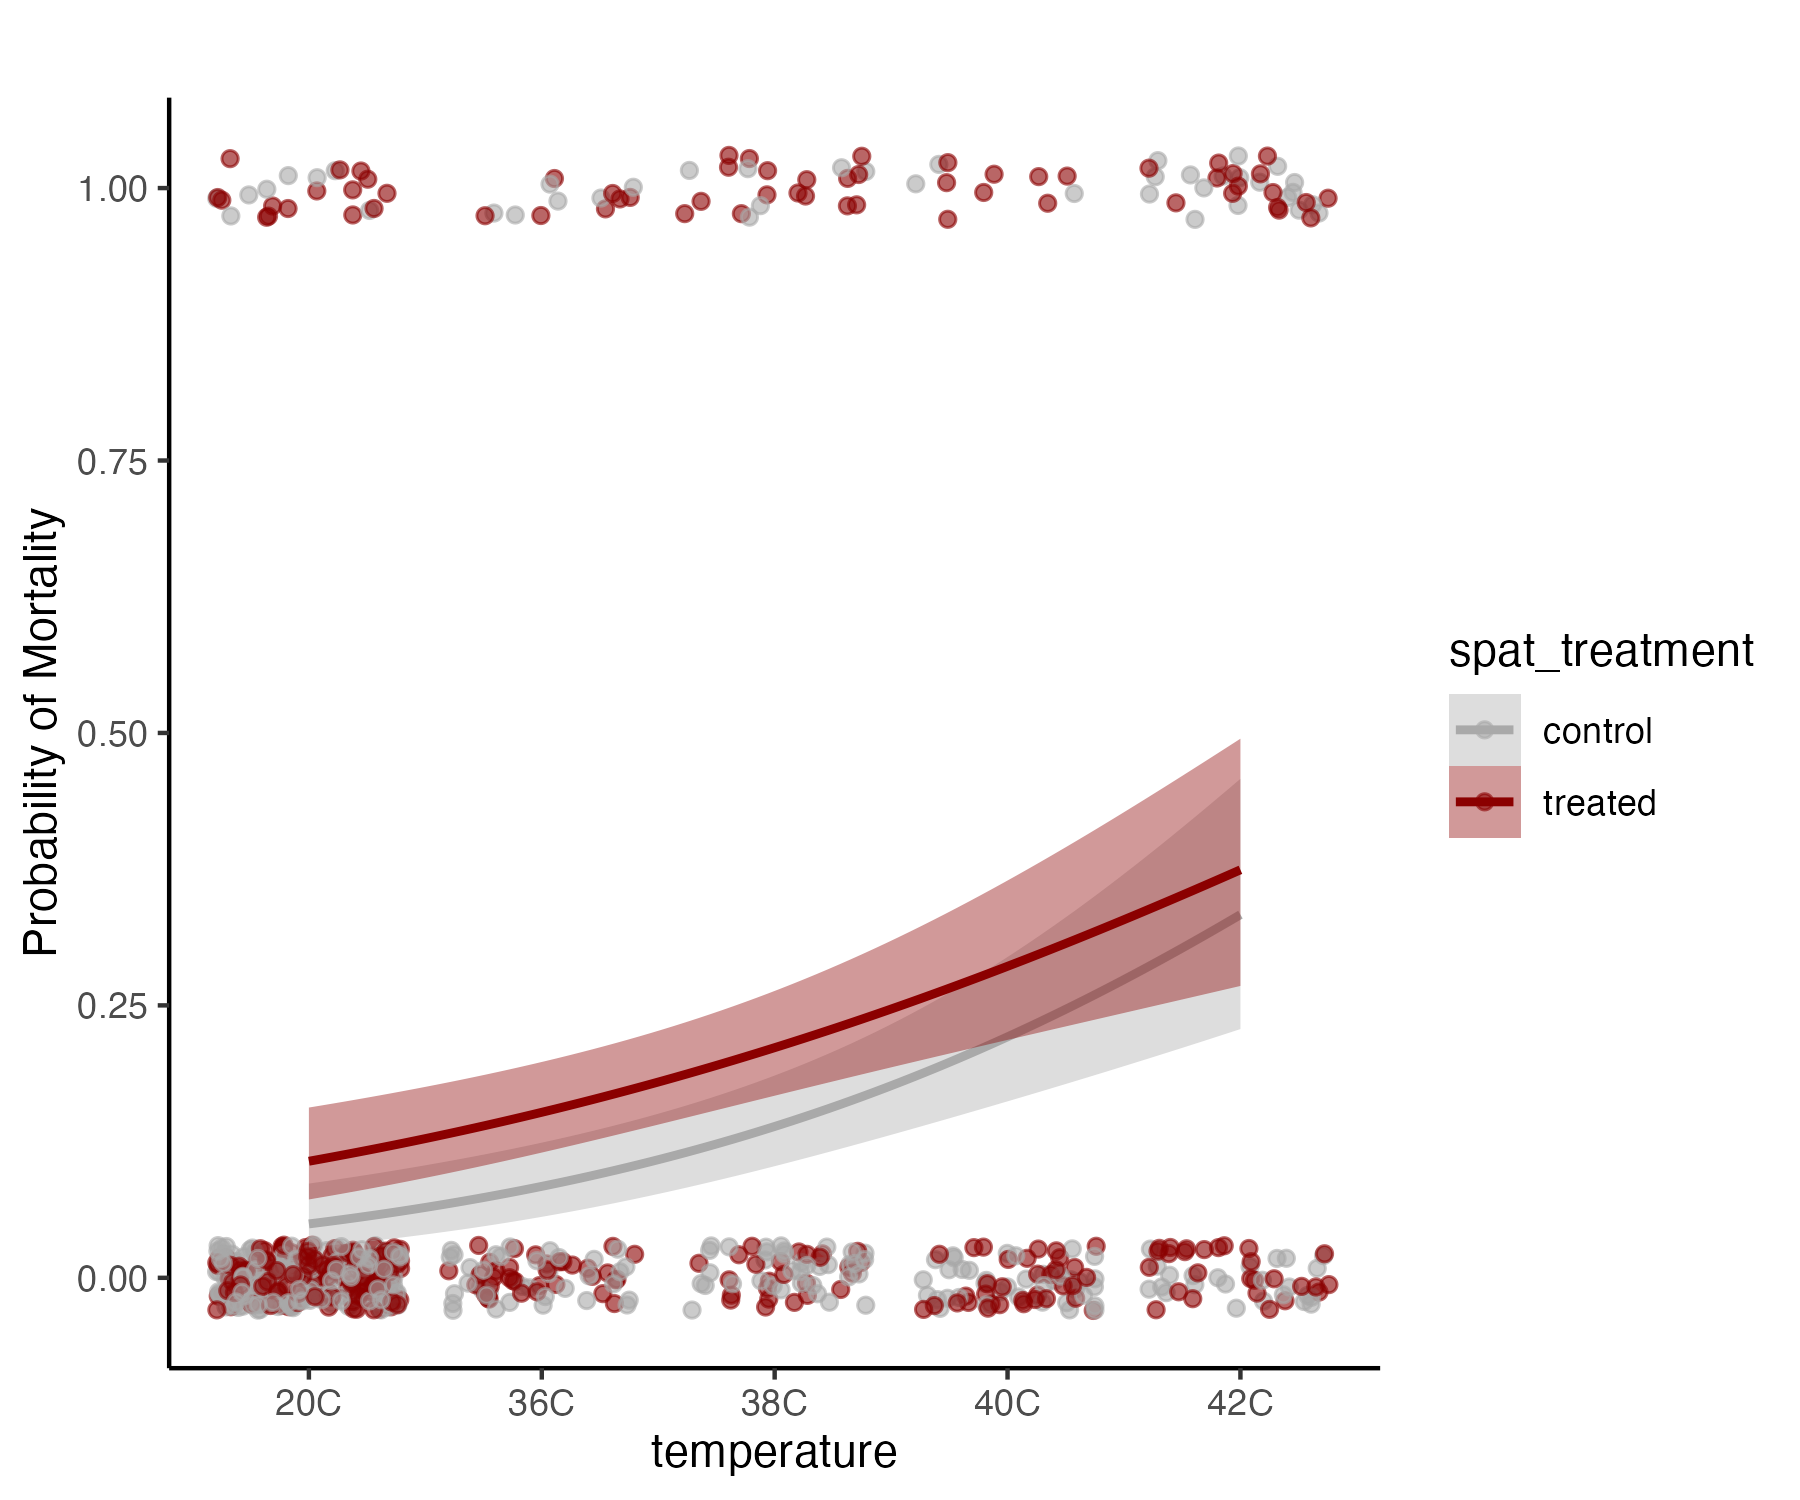 1.00
0.75
0.50
0.25
0.00
Probability of Mortality
20C 36C 38C 40C 42C
temperature
spat_treatment
control
treated